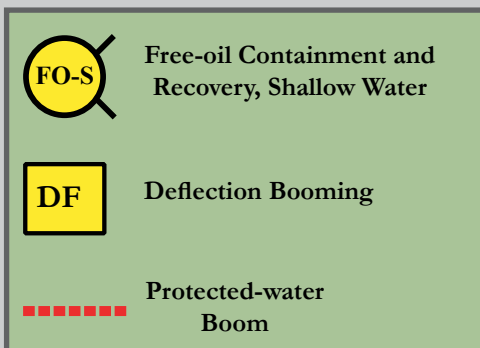 FO-S
Free-oil Containment and
Recovery, Shallow Water
DF
Deflection Booming
Protected-water
Boom